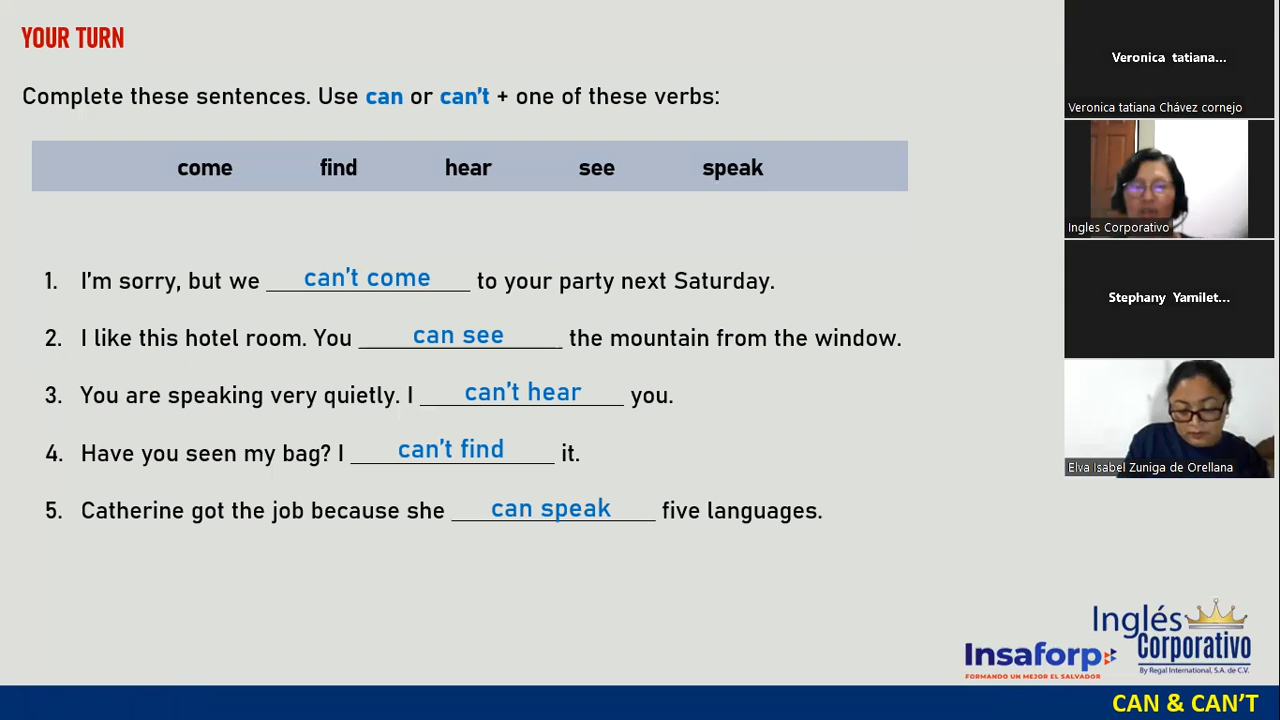 YOUR TURN
Complete these sentences. Use can or can't + one of these verbs:
come find hear see speak
1. I'm sorry, but we can't come to your party next Saturday.
2. I like this hotel room. You can see the mountain from the window.
3. You are speaking very quietly. I can't hear you.
4. Have you seen my bag? I can't find it.
5. Catherine got the job because she can speak five languages.
Veronica tatiana...
Veronica tatiana Chávez cornejo
Ingles Corporativo
Stephany Yamilet...
Elva Isabel Zuniga de Orellana
Insaforp
FORMANDO UN MEJOR EL SALVADOR
Inglés
Corporativo
By Regal International, S.A. de C.V.
CAN & CAN'T